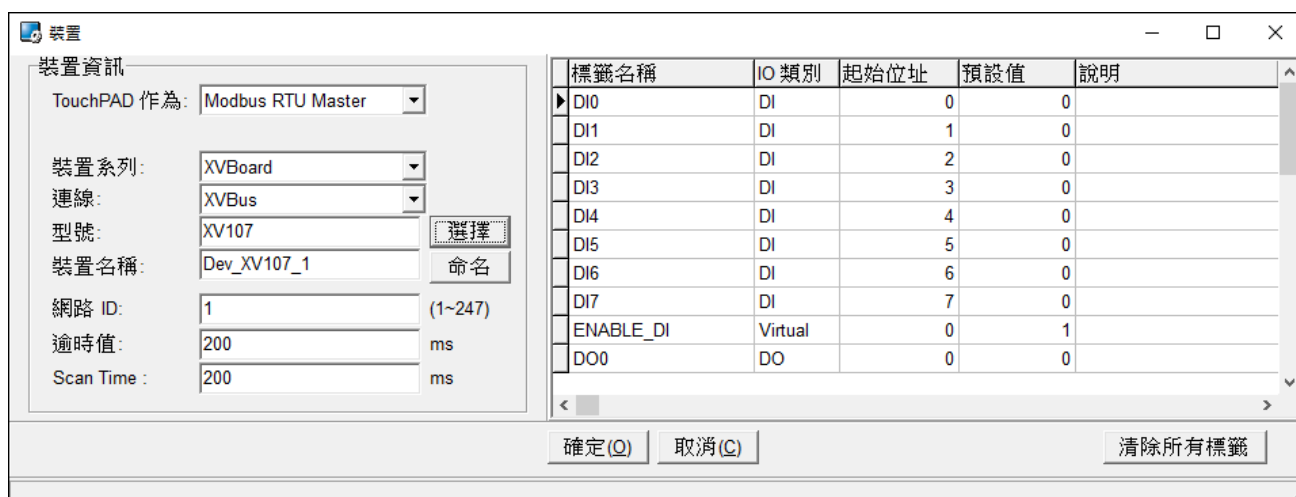 裝置
裝置資訊
TouchPAD 作為: Modbus RTU Master
裝置系列: XVBoard
連線: XVBus
型號: XV107 選擇
裝置名稱: Dev_XV107_1 命名
網路 ID: 1 (1~247)
逾時值: 200 ms
Scan Time : 200 ms
標籤名稱 IO 類別 起始位址 預設值 說明
DI0 DI 0 0
DI1 DI 1 0
DI2 DI 2 0
DI3 DI 3 0
DI4 DI 4 0
DI5 DI 5 0
DI6 DI 6 0
DI7 DI 7 0
ENABLE_DI Virtual 0 1
DO0 DO 0 0
確定(O) 取消(C) 清除所有標籤